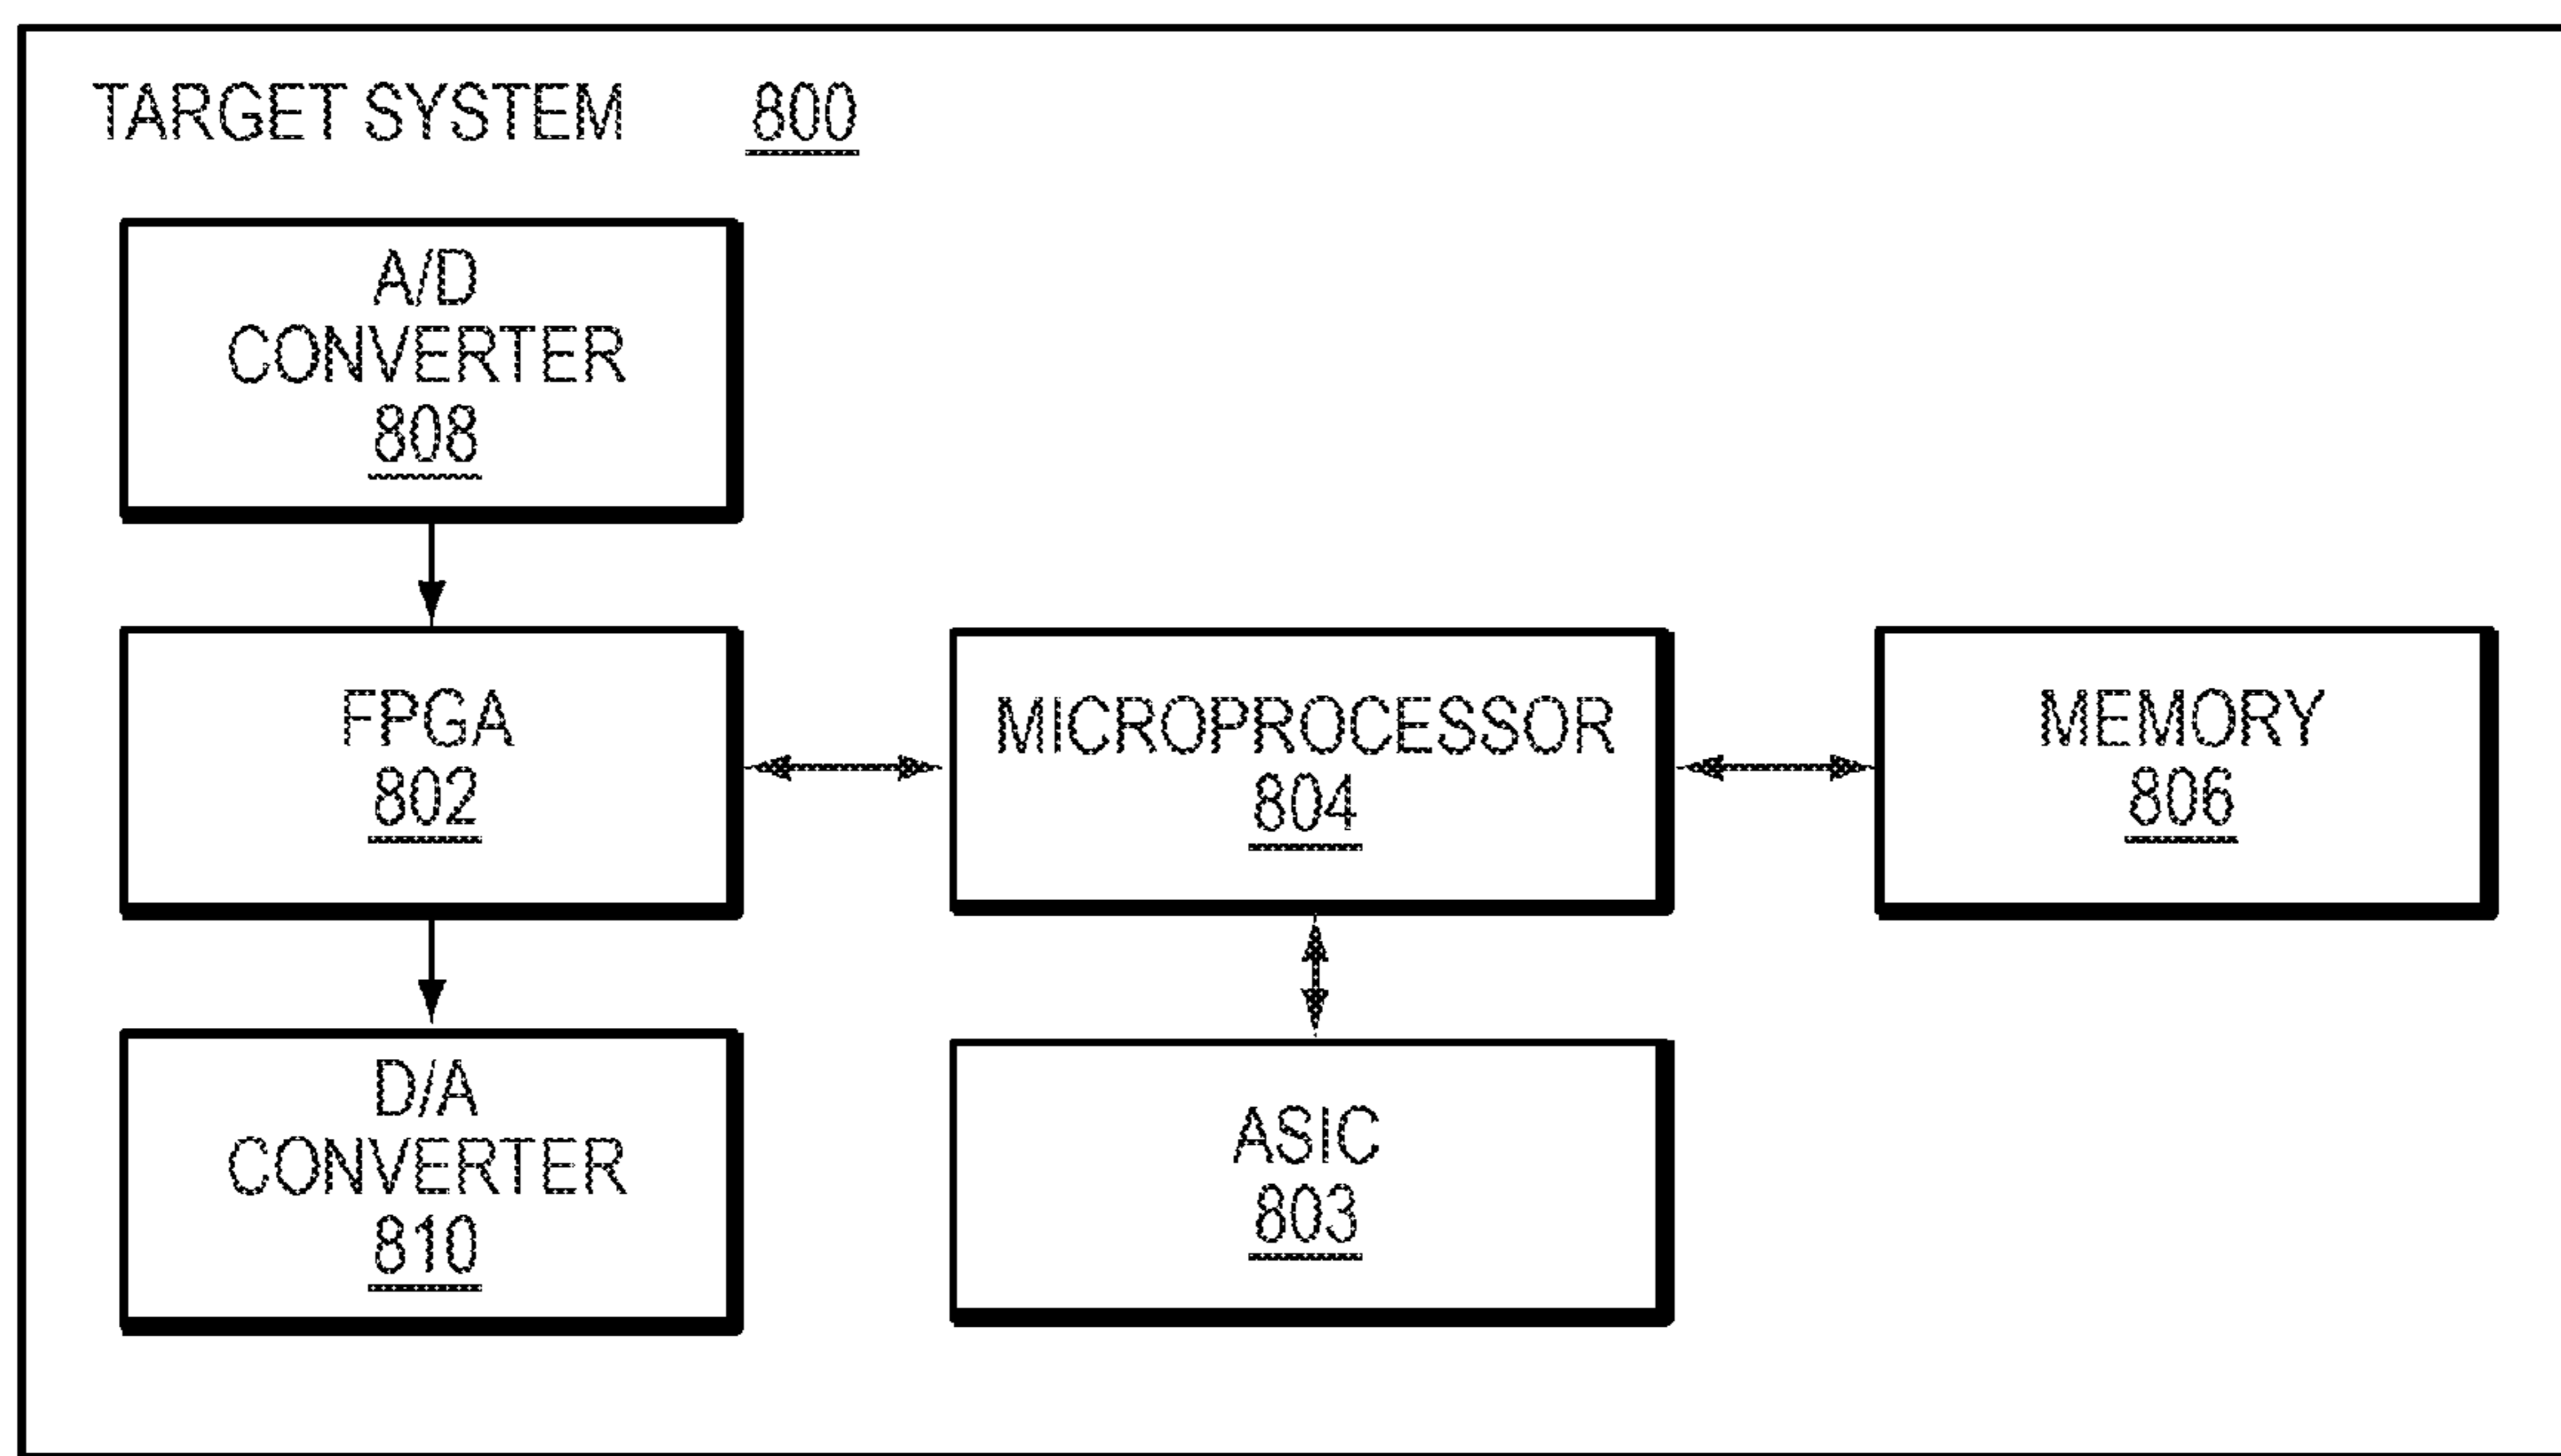 TARGET SYSTEM 800
A/D
CONVERTER
808
FPGA
802
MICROPROCESSOR
804
MEMORY
806
D/A
CONVERTER
810
ASIC
803